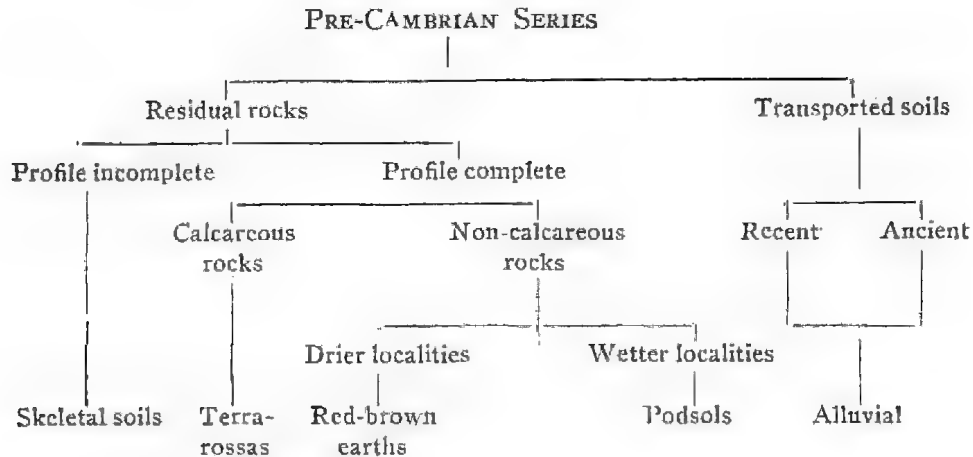 PRE-CAMBRIAN SERIES
Residual rocks
Transported soils
Profile incomplete
Profile complete
Calcareous
rocks
Non-calcareous
rocks
Recent
Ancient
Drier localities
Wetter localities
Skeletal soils
Terra-
rossas
Red-brown
earths
Podsols
Alluvial